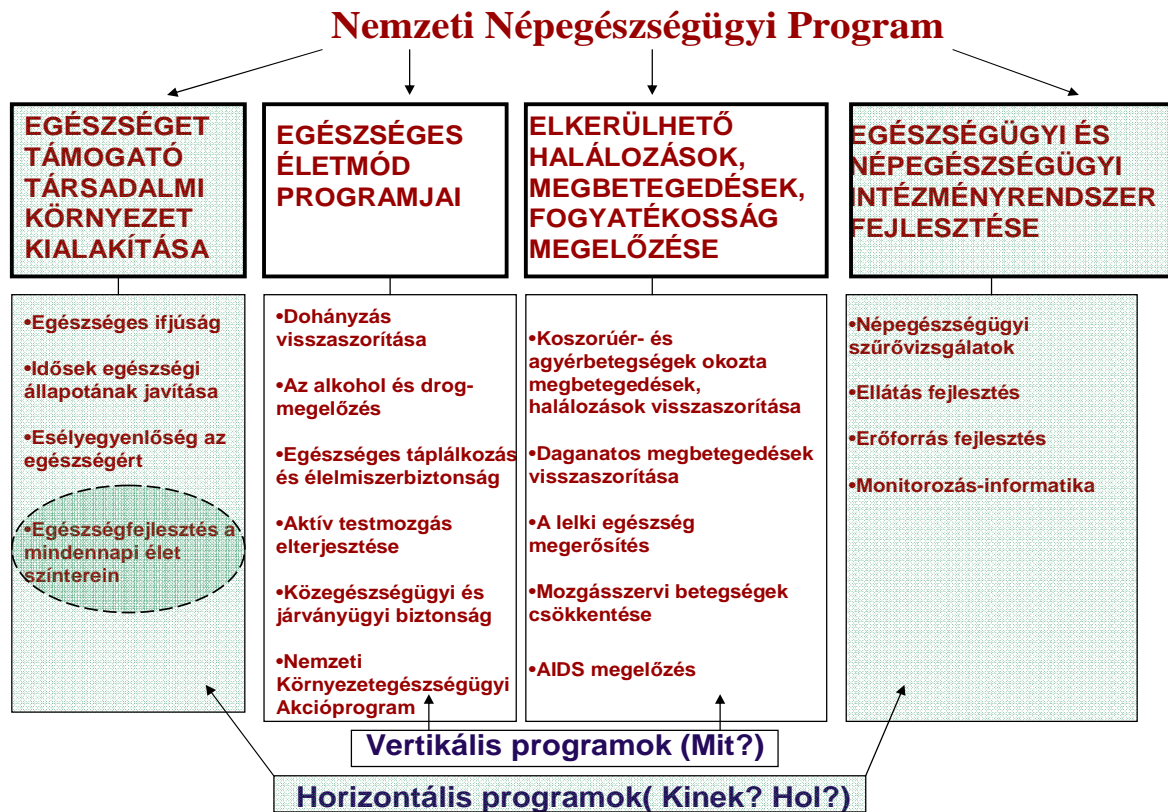 Nemzeti Népegészségügyi Program
EGÉSZSÉGET
TÁMOGATÓ
TÁRSADALMI
KÖRNYEZET
KIALAKÍTÁSA
EGÉSZSÉGES
ÉLETMÓD
PROGRAMJAI
ELKERÜLHETŐ
HALÁLOZÁSOK,
MEGBETEGEDÉSEK,
FOGYATÉKOSSÁG
MEGELŐZÉSE
EGÉSZSÉGÜGYI ÉS
NÉPEGÉSZSÉGÜGYI
INTÉZMÉNYRENDSZER
FEJLESZTÉSE
•Egészséges ifjúság
•Idősek egészségi
állapotának javítása
•Esélyegyenlőség az
egészségért
•Egészségfejlesztés a
mindennapi élet
színterein
•Dohányzás
visszaszorítása
•Az alkohol és drog-
megelőzés
•Egészséges táplálkozás
és élelmiszerbiztonság
•Aktív testmozgás
elterjesztése
•Közegészségügyi és
járványügyi biztonság
•Nemzeti
Környezetegészségügyi
Akcióprogram
•Koszorúér- és
agyérbetegségek okozta
megbetegedések,
halálozások visszaszorítása
•Daganatos megbetegedések
visszaszorítása
•A lelki egészség
megerősítés
•Mozgásszervi betegségek
csökkentése
•AIDS megelőzés
•Népegészségügyi
szűrővizsgálatok
•Ellátás fejlesztés
•Erőforrás fejlesztés
•Monitorozás-informatika
Vertikális programok (Mit?)
Horizontális programok( Kinek? Hol?)